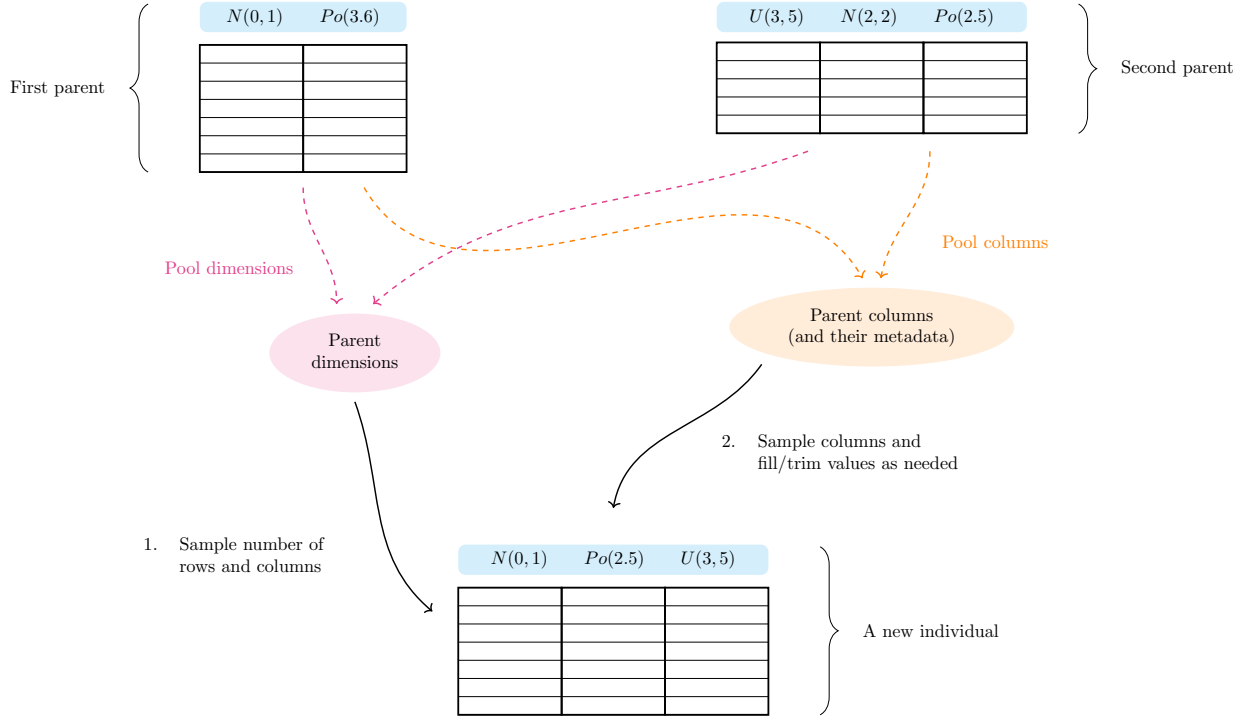 N(0,1) Po(3.6)
U(3,5) N(2,2) Po(2.5)
First parent
Second parent
Pool dimensions
Pool columns
Parent
dimensions
Parent columns
(and their metadata)
2. Sample columns and
fill/trim values as needed
1. Sample number of
rows and columns
N(0,1) Po(2.5) U(3,5)
A new individual